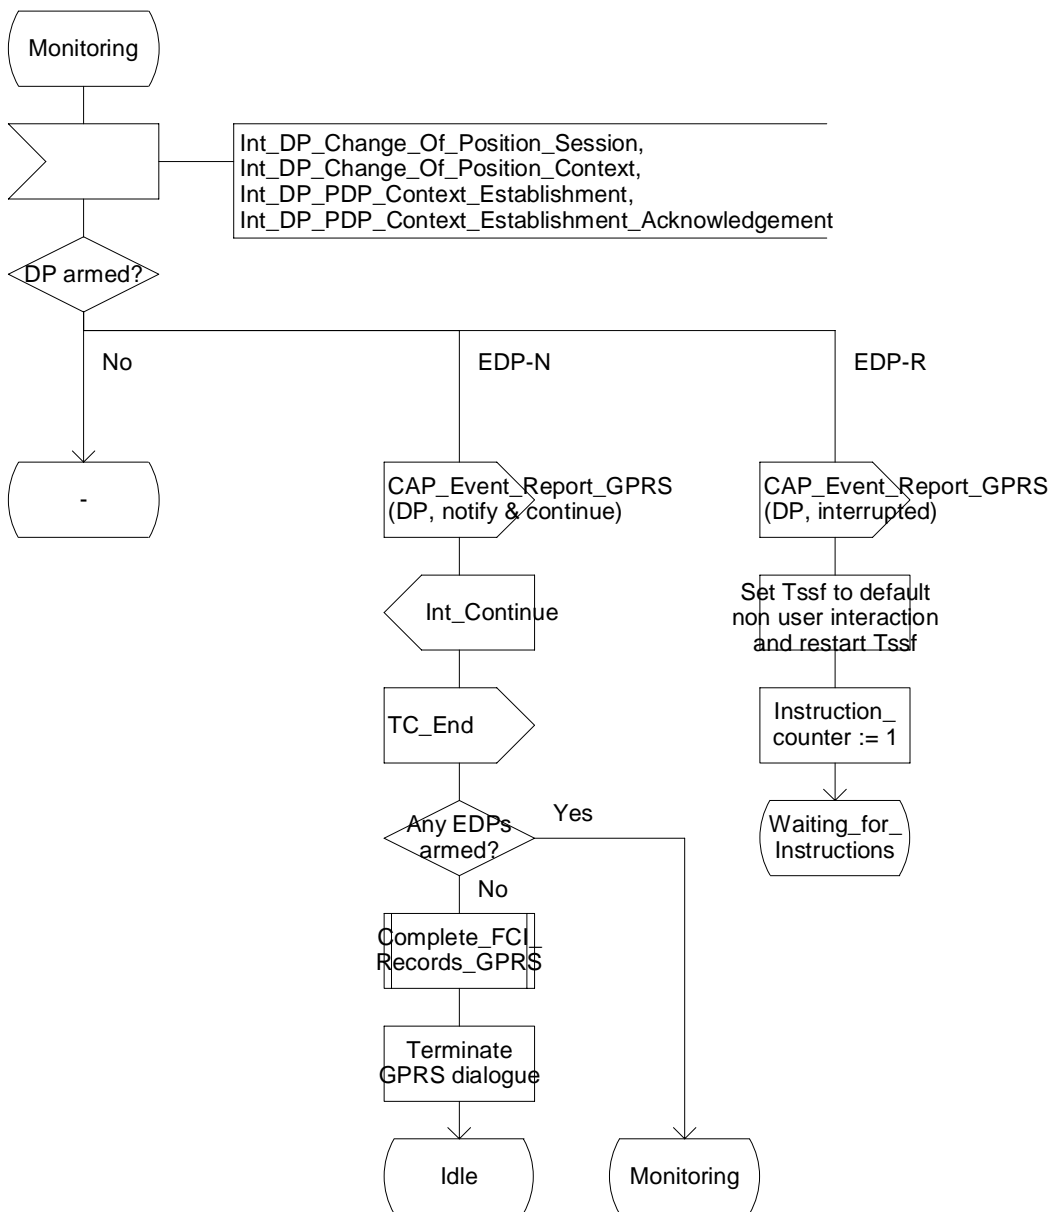 Monitoring
Int_DP_Change_Of_Position_Session,
Int_DP_Change_Of_Position_Context,
Int_DP_PDP_Context_Establishment,
Int_DP_PDP_Context_Establishment_Acknowledgement
DP armed?
No
EDP-N
EDP-R
-
CAP_Event_Report_GPRS
(DP, notify & continue)
CAP_Event_Report_GPRS
(DP, interrupted)
Int_Continue
Set Tssf to default
non user interaction
and restart Tssf
TC_End
Instruction_
counter := 1
Any EDPs
armed?
Yes
Waiting_for_
Instructions
No
Complete_FCI_
Records_GPRS
Terminate
GPRS dialogue
Idle
Monitoring